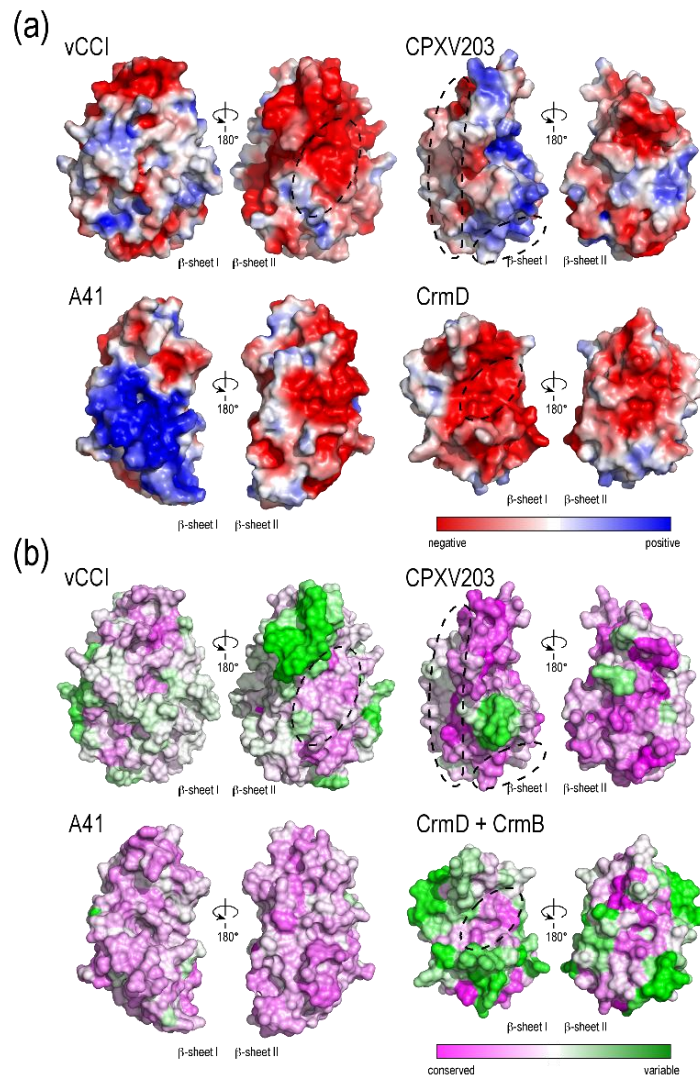 (a)
vCCI
CPXV203
180°
180°
β-sheet I β-sheet II
β-sheet I β-sheet II
A41
CrmD
180°
180°
β-sheet I β-sheet II
β-sheet I β-sheet II
negative positive
(b)
vCCI
CPXV203
180°
180°
β-sheet I β-sheet II
β-sheet I β-sheet II
A41
CrmD + CrmB
180°
180°
β-sheet I β-sheet II
β-sheet I β-sheet II
conserved variable